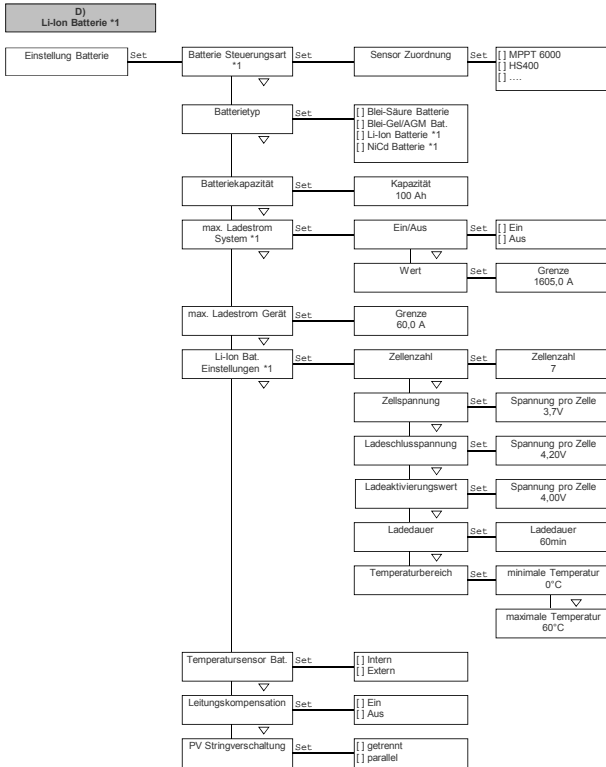 D)
Li-Ion Batterie *1
Einstellung Batterie
Set
Batterie Steuerungsart
*1
Set
Sensor Zuordnung
Set
[ ] MPPT 6000
[ ] HS400
[ ] ....
Batterietyp
Set
[ ] Blei-Säure Batterie
[ ] Blei-Gel/AGM Bat.
[ ] Li-Ion Batterie *1
[ ] NiCd Batterie *1
Batteriekapazität
Set
Kapazität
100 Ah
max. Ladestrom
System *1
Set
Ein/Aus
Set
[ ] Ein
[ ] Aus
Wert
Set
Grenze
1605,0 A
max. Ladestrom Gerät
Set
Grenze
60,0 A
Li-Ion Bat.
Einstellungen *1
Set
Zellenzahl
Set
Zellenzahl
7
Zellspannung
Set
Spannung pro Zelle
3,7V
Ladeschlusspannung
Set
Spannung pro Zelle
4,20V
Ladeaktivierungswert
Set
Spannung pro Zelle
4,00V
Ladedauer
Set
Ladedauer
60min
Temperaturbereich
Set
minimale Temperatur
0°C
maximale Temperatur
60°C
Temperatursensor Bat.
Set
[ ] Intern
[ ] Extern
Leitungskompensation
Set
[ ] Ein
[ ] Aus
PV Stringverschaltung
Set
[ ] getrennt
[ ] parallel